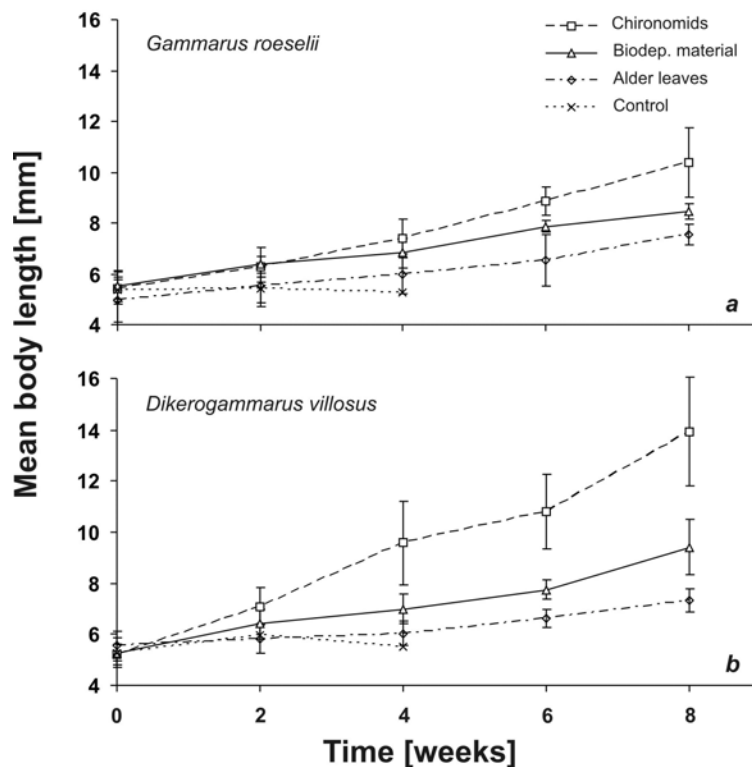 Gammarus roeselii
Chironomids
Biodep. material
Alder leaves
Control
16
14
12
10
8
6
4
a
Mean body length [mm]
Dikerogammarus villosus
16
14
12
10
8
6
4
b
0 2 4 6 8
Time [weeks]